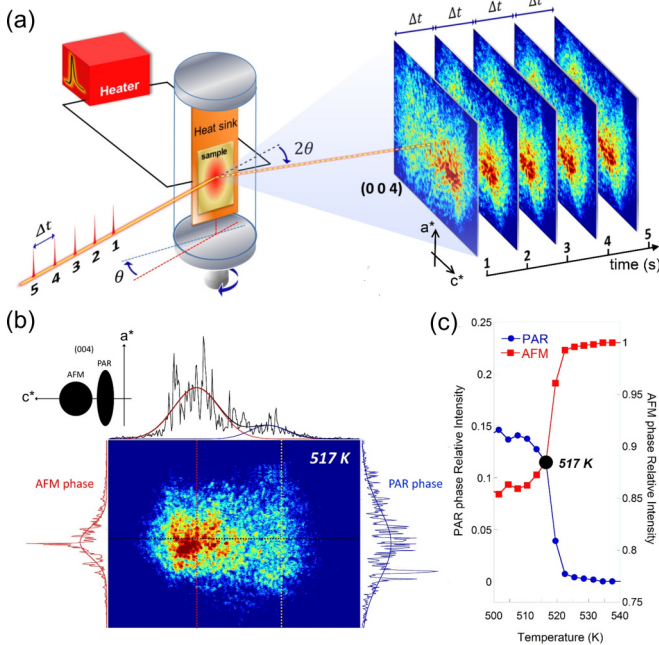 (a)
Δt Δt Δt Δt
Heater
Heat sink
sample
2θ
(0 0 4)
Δt
5 4 3 2 1
θ
a*
c*
1 2 3 4 5
time (s)
(b)
(004)
a*
AFM
PAR
c*
517 K
AFM phase
PAR phase
(c)
PAR
AFM
0.25
0.2
0.15
0.1
0.05
0
PAR phase Relative Intensity
517 K
1
0.95
0.9
0.85
0.8
0.75
AFM phase Relative Intensity
500 510 520 530 540
Temperature (K)